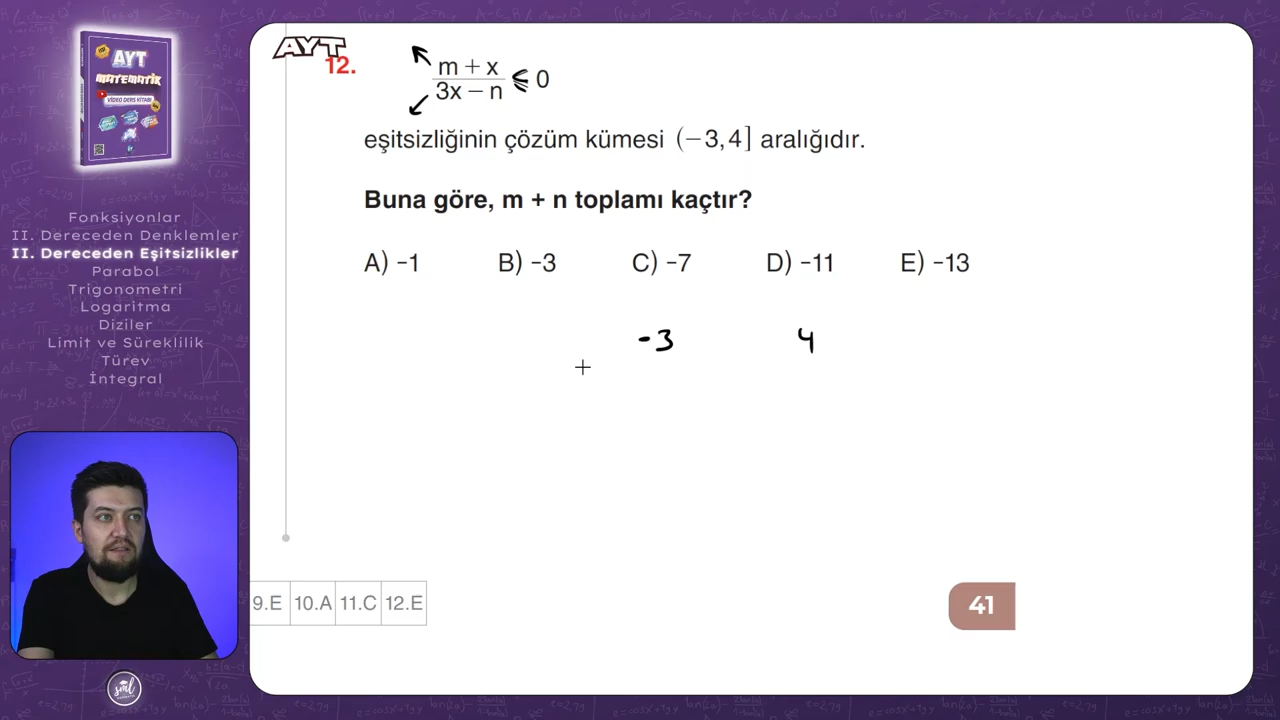 AYT
MATEMATİK
VİDEO DERS KİTABI
Fonksiyonlar
II. Dereceden Denklemler
II. Dereceden Eşitsizlikler
Parabol
Trigonometri
Logaritma
Diziler
Limit ve Süreklilik
Türev
İntegral
sml
AYT
12.
m + x
3x − n
≤ 0
eşitsizliğinin çözüm kümesi (−3, 4] aralığıdır.
Buna göre, m + n toplamı kaçtır?
A) −1 B) −3 C) −7 D) −11 E) −13
-3 4
9.E 10.A 11.C 12.E
41